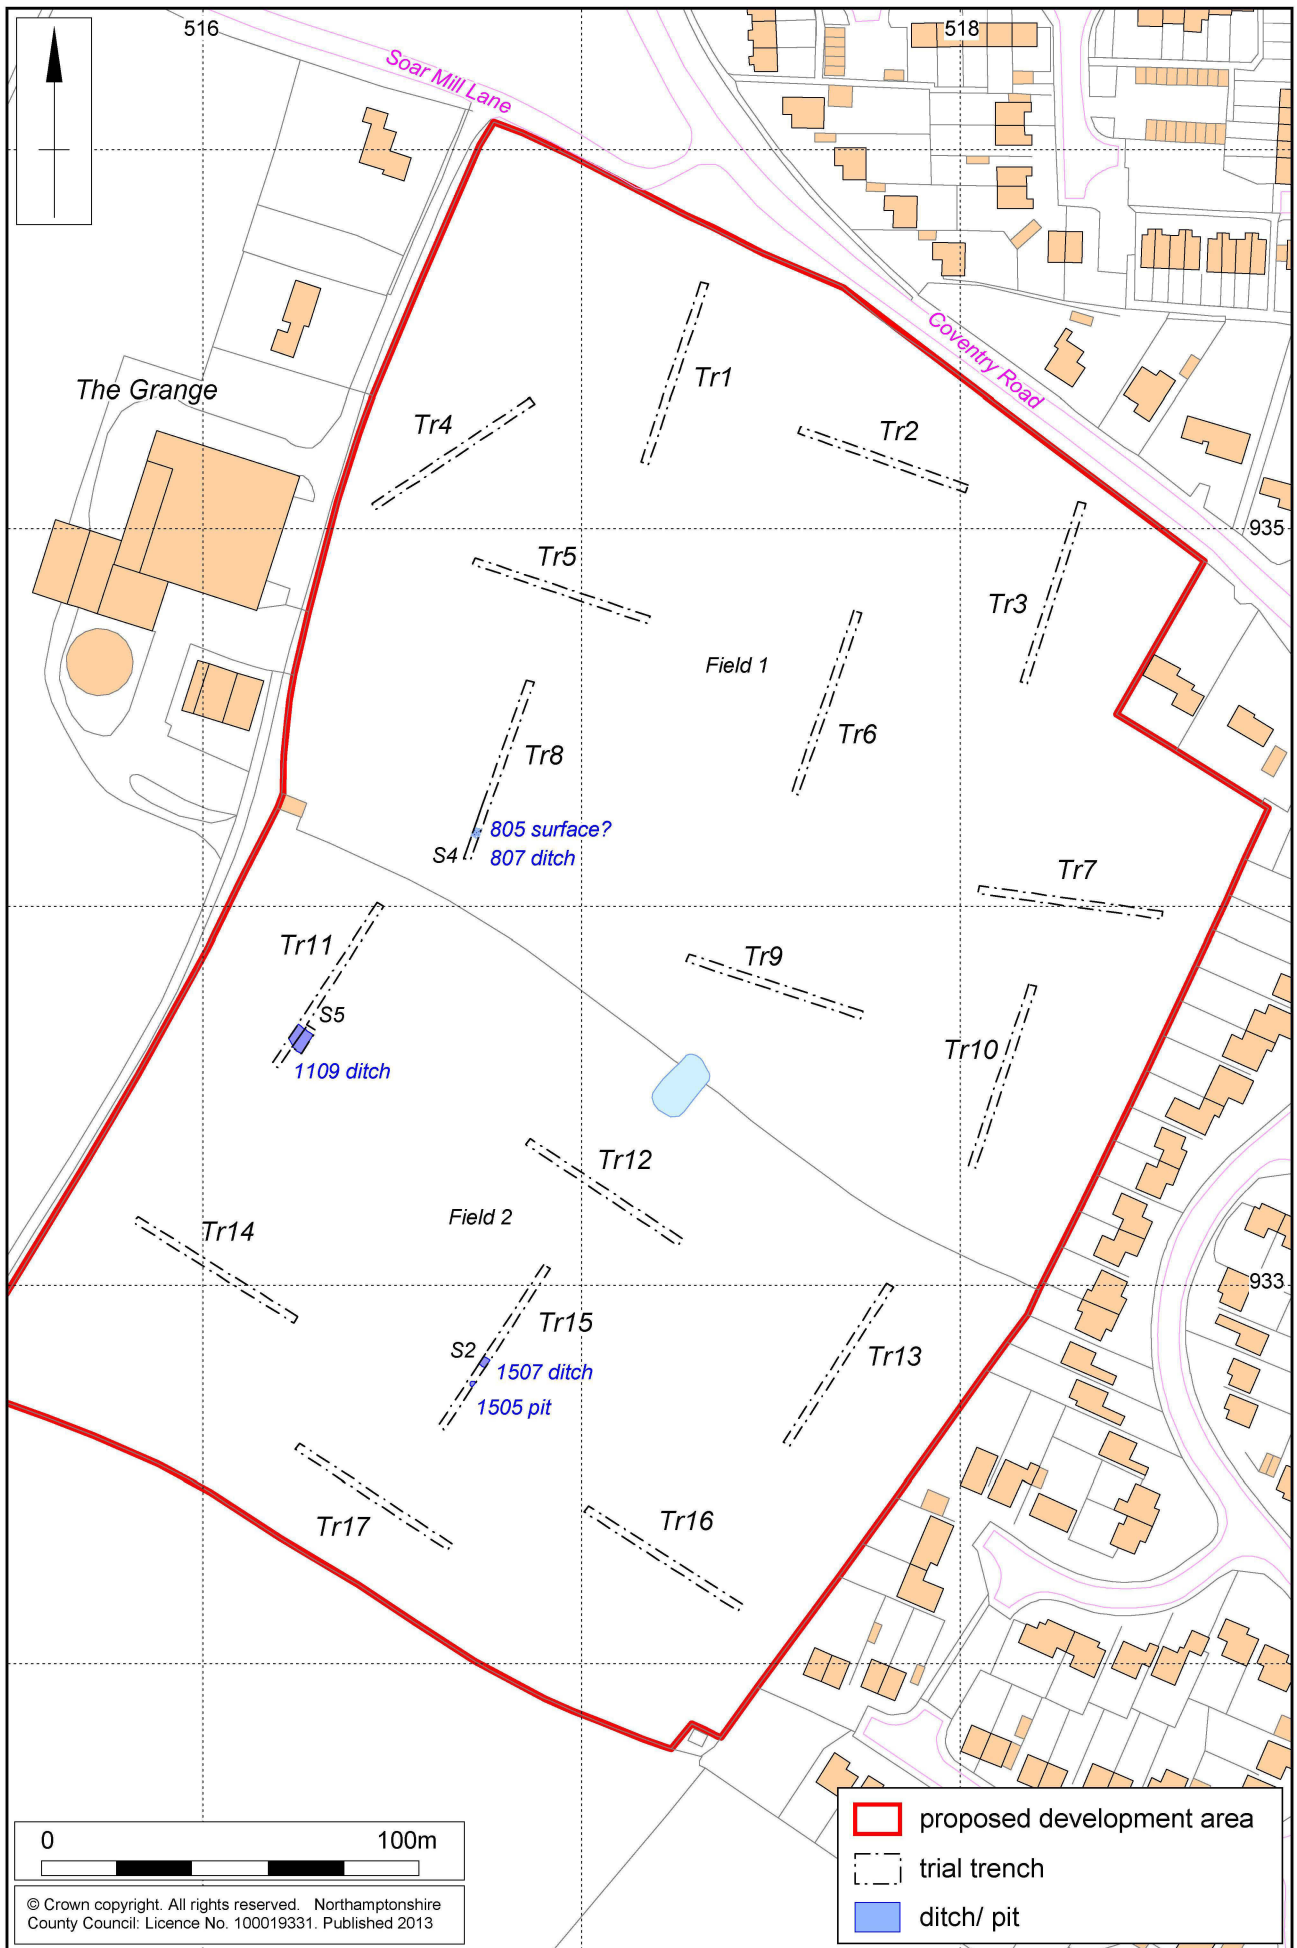 516
518
Soar Mill Lane
Coventry Road
The Grange
Tr1
Tr4
Tr2
935
Tr5
Tr3
Field 1
Tr6
Tr8
805 surface?
S4
807 ditch
Tr7
Tr11
Tr9
S5
Tr10
1109 ditch
Tr12
Field 2
Tr14
933
Tr15
S2
Tr13
1507 ditch
1505 pit
Tr17
Tr16
proposed development area
trial trench
ditch/ pit
0 100m
© Crown copyright. All rights reserved. Northamptonshire
County Council: Licence No. 100019331. Published 2013